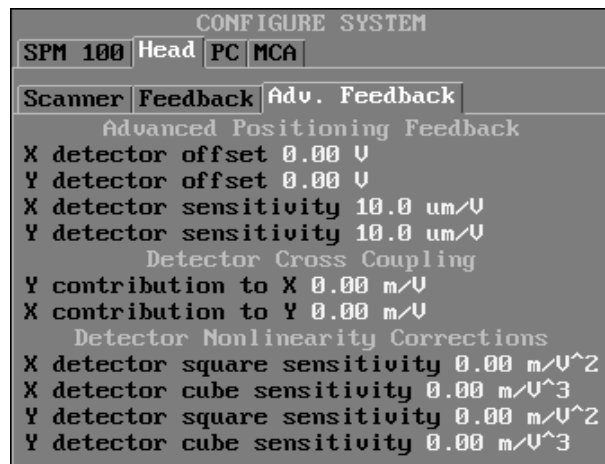 CONFIGURE SYSTEM
SPM 100 Head PC MCA
Scanner Feedback Adv. Feedback
Advanced Positioning Feedback
X detector offset 0.00 V
Y detector offset 0.00 V
X detector sensitivity 10.0 um/V
Y detector sensitivity 10.0 um/V
Detector Cross Coupling
Y contribution to X 0.00 m/V
X contribution to Y 0.00 m/V
Detector Nonlinearity Corrections
X detector square sensitivity 0.00 m/V^2
X detector cube sensitivity 0.00 m/V^3
Y detector square sensitivity 0.00 m/V^2
Y detector cube sensitivity 0.00 m/V^3